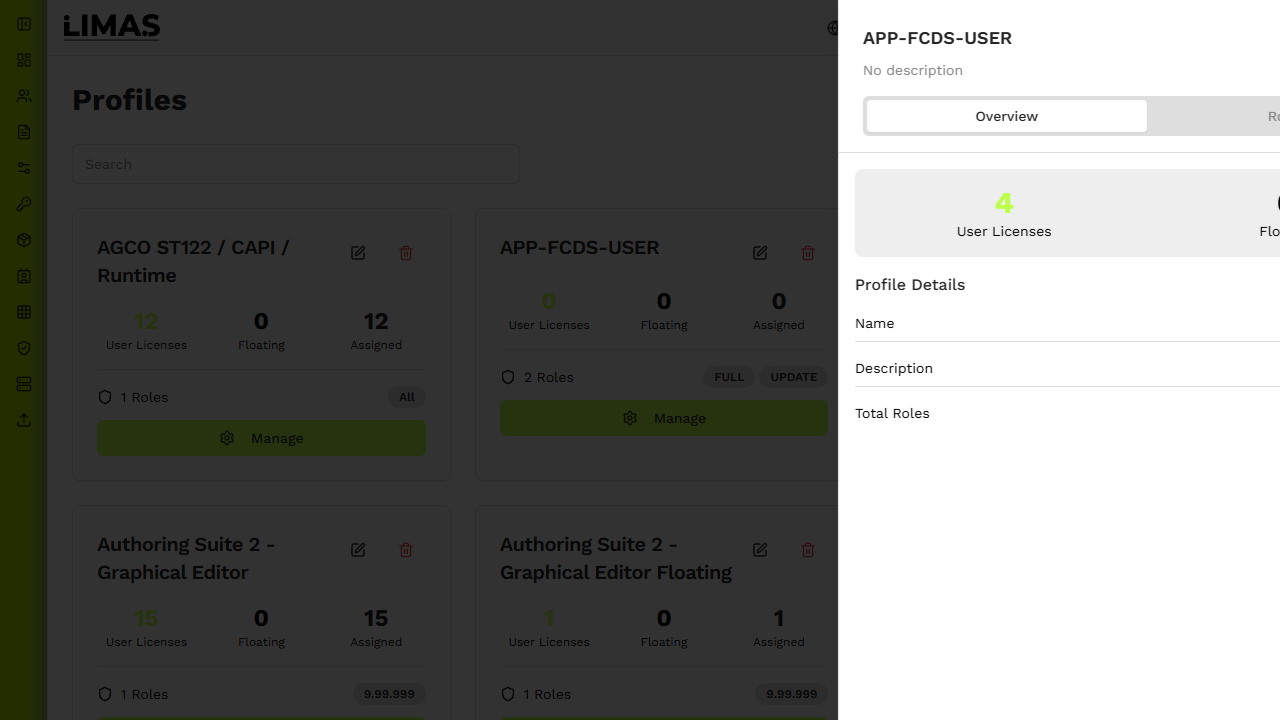 LIMAS
Profiles
Search
AGCO ST122 / CAPI /
Runtime
12
User Licenses
0
Floating
12
Assigned
1 Roles
All
Manage
APP-FCDS-USER
0
User Licenses
0
Floating
0
Assigned
2 Roles
FULL
UPDATE
Manage
Authoring Suite 2 -
Graphical Editor
15
User Licenses
0
Floating
15
Assigned
1 Roles
9.99.999
Authoring Suite 2 -
Graphical Editor Floating
1
User Licenses
0
Floating
1
Assigned
1 Roles
9.99.999
APP-FCDS-USER
No description
Overview
4
User Licenses
Profile Details
Name
Description
Total Roles